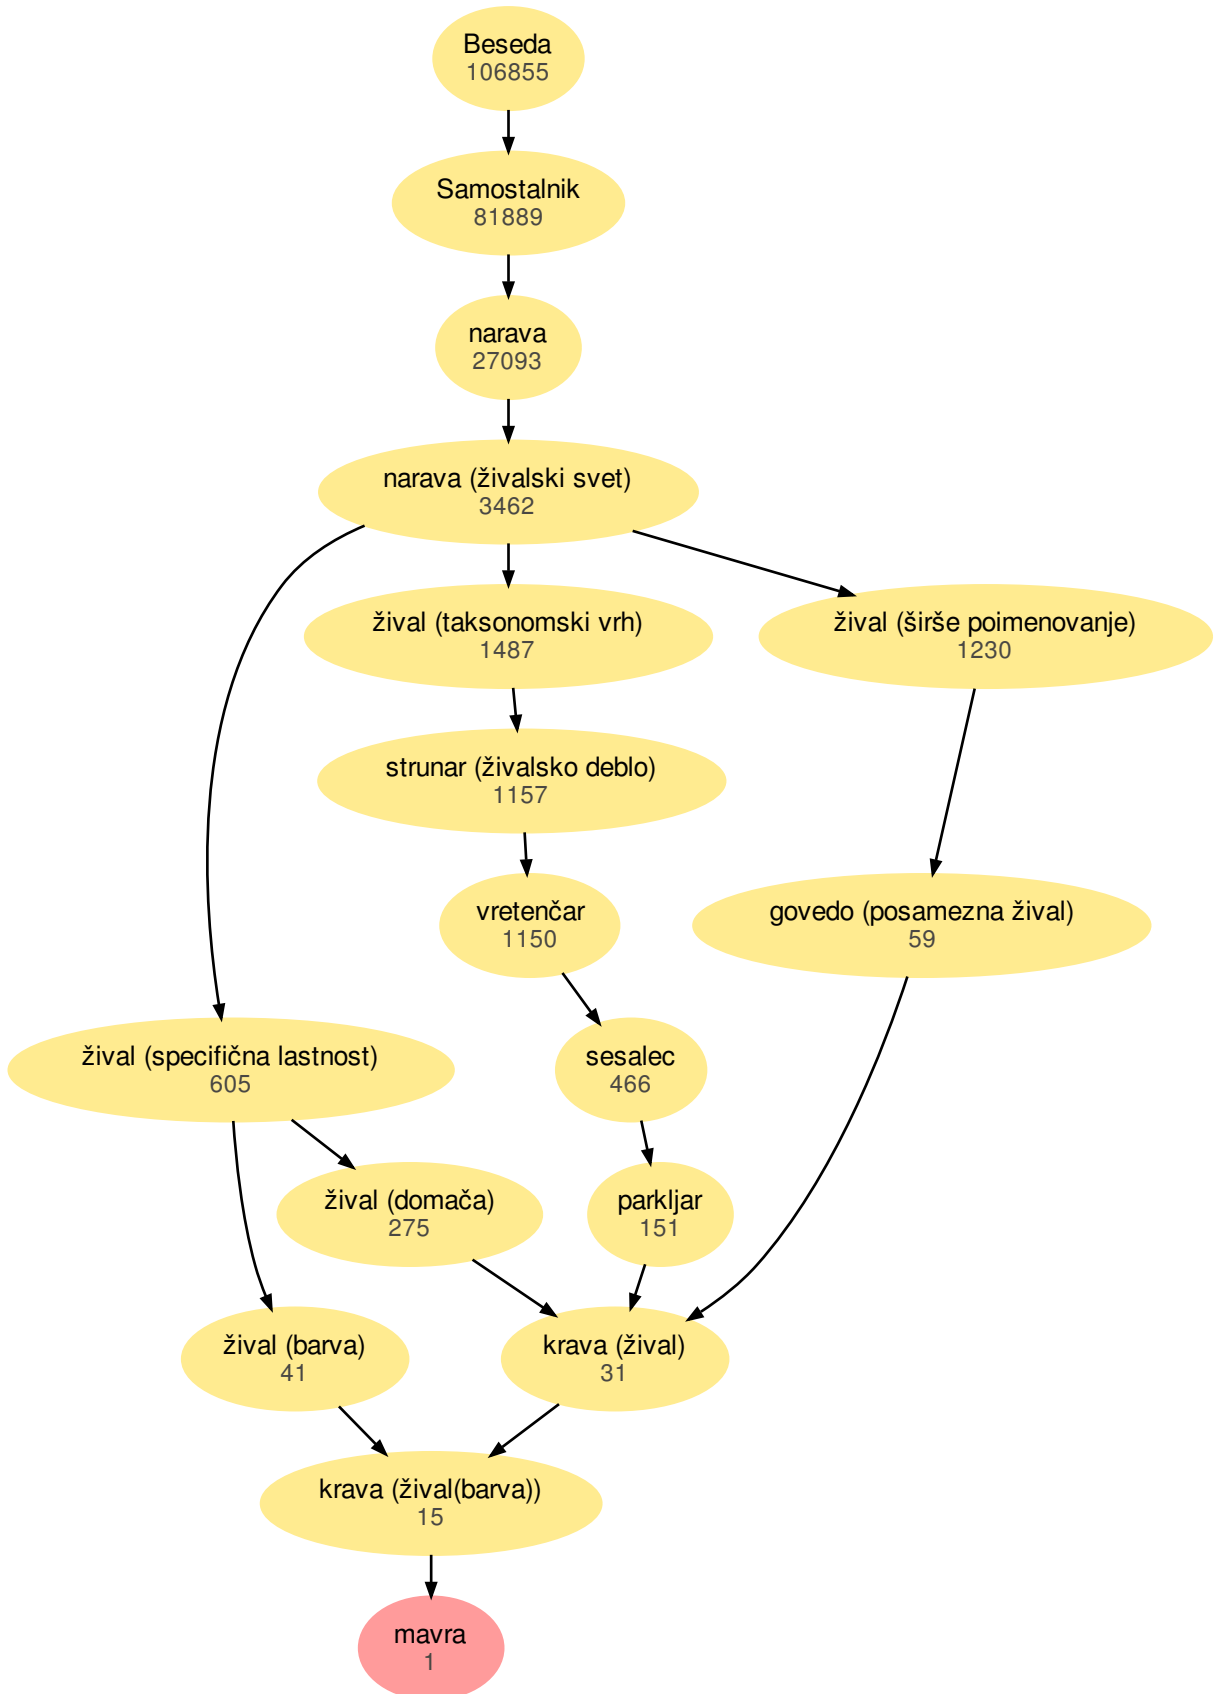 Beseda
106855
Samostalnik
81889
narava
27093
narava (živalski svet)
3462
žival (taksonomski vrh)
1487
žival (širše poimenovanje)
1230
strunar (živalsko deblo)
1157
vretenčar
1150
govedo (posamezna žival)
59
žival (specifična lastnost)
605
sesalec
466
žival (domača)
275
parkljar
151
žival (barva)
41
krava (žival)
31
krava (žival(barva))
15
mavra
1